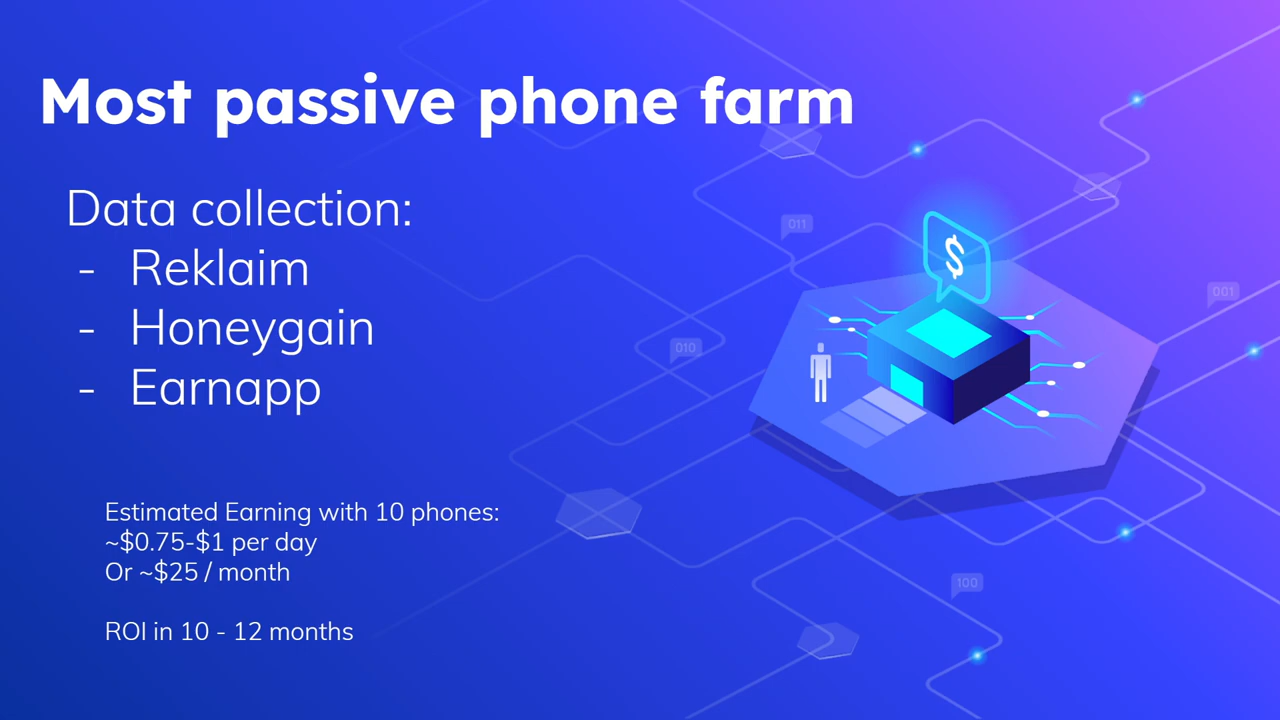 Most passive phone farm
Data collection:
- Reklaim
- Honeygain
- Earnapp
Estimated Earning with 10 phones:
~$0.75-$1 per day
Or ~$25 / month
ROI in 10 - 12 months
$
011
001
010
100